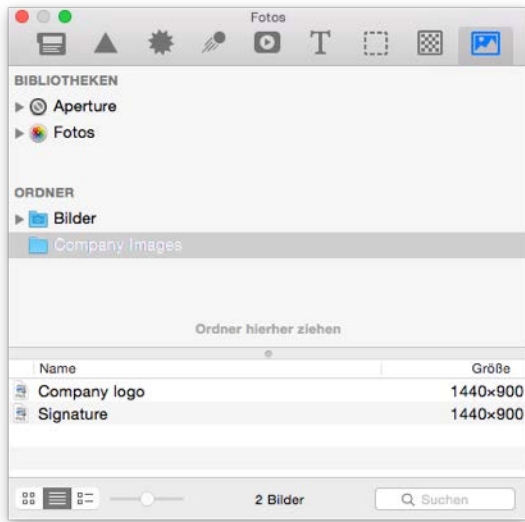 Fotos
T
BIBLIOTHEKEN
Aperture
Fotos
ORDNER
Bilder
Company Images
Ordner hierher ziehen
Name Größe
Company logo 1440×900
Signature 1440×900
2 Bilder Suchen